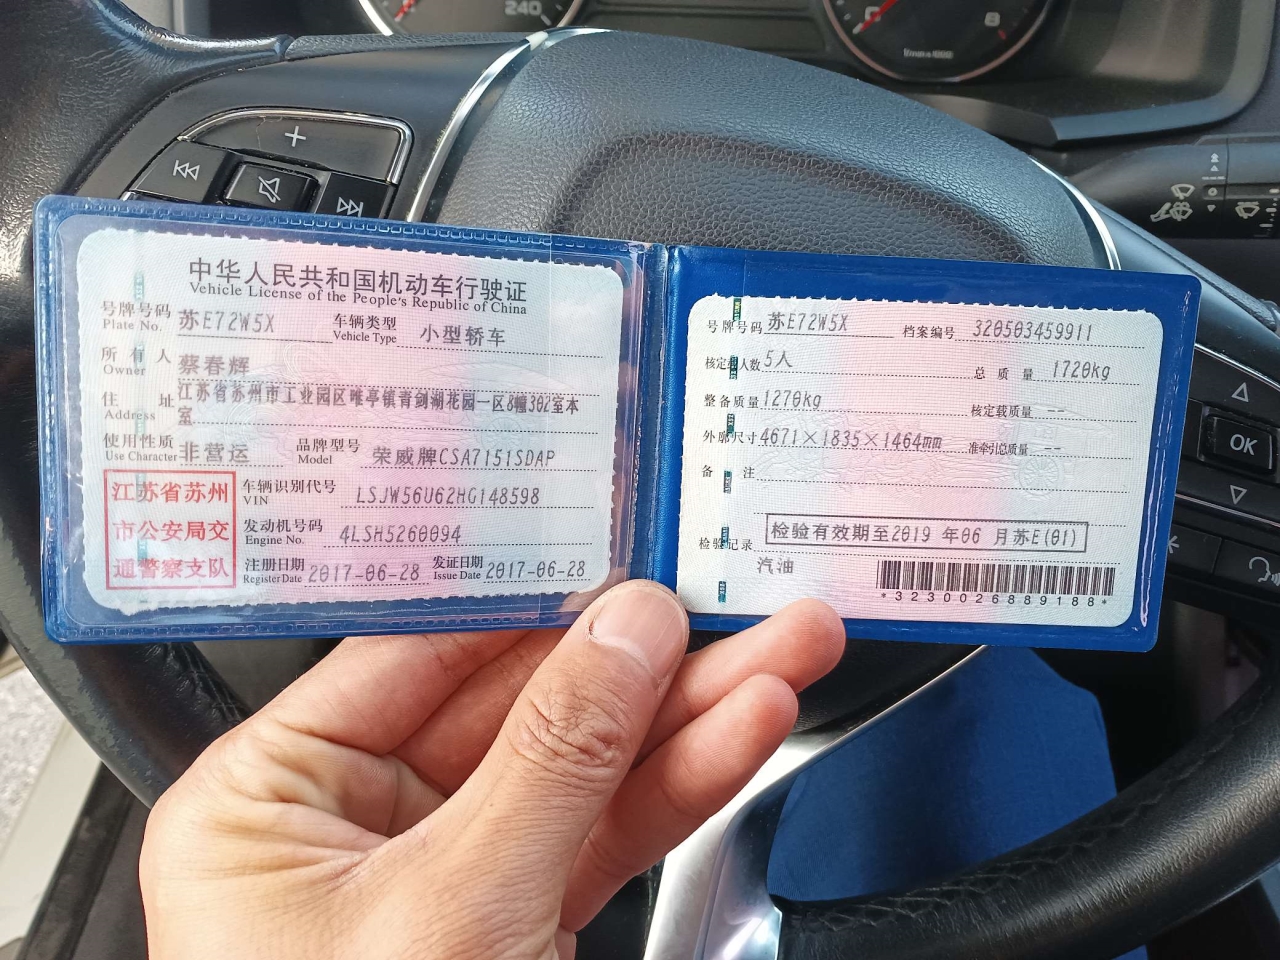 240
8
中华人民共和国机动车行驶证
Vehicle License of the People's Republic of China
号牌号码 苏E72W5X 车辆类型 小型轿车
Plate No. Vehicle Type
所有人 蔡春辉
Owner
住址 江苏省苏州市工业园区唯亭镇青剑湖花园一区8幢302室本
Address 室
使用性质 非营运 品牌型号 荣威牌CSA7151SDAP
Use Character Model
江苏省苏州
市公安局交
通警察支队
车辆识别代号 LSJW56U62HG148598
VIN
发动机号码 4LSH5260094
Engine No.
注册日期 2017-06-28 发证日期 2017-06-28
Register Date Issue Date
号牌号码 苏E72W5X 档案编号 320503459911
核定载人数 5人 总质量 1720kg
整备质量 1270kg 核定载质量 --
外廓尺寸 4671×1835×1464mm 准牵引总质量 --
备注
检验记录 检验有效期至2019 年06 月苏E(01)
汽油
*3230026889188*
OK